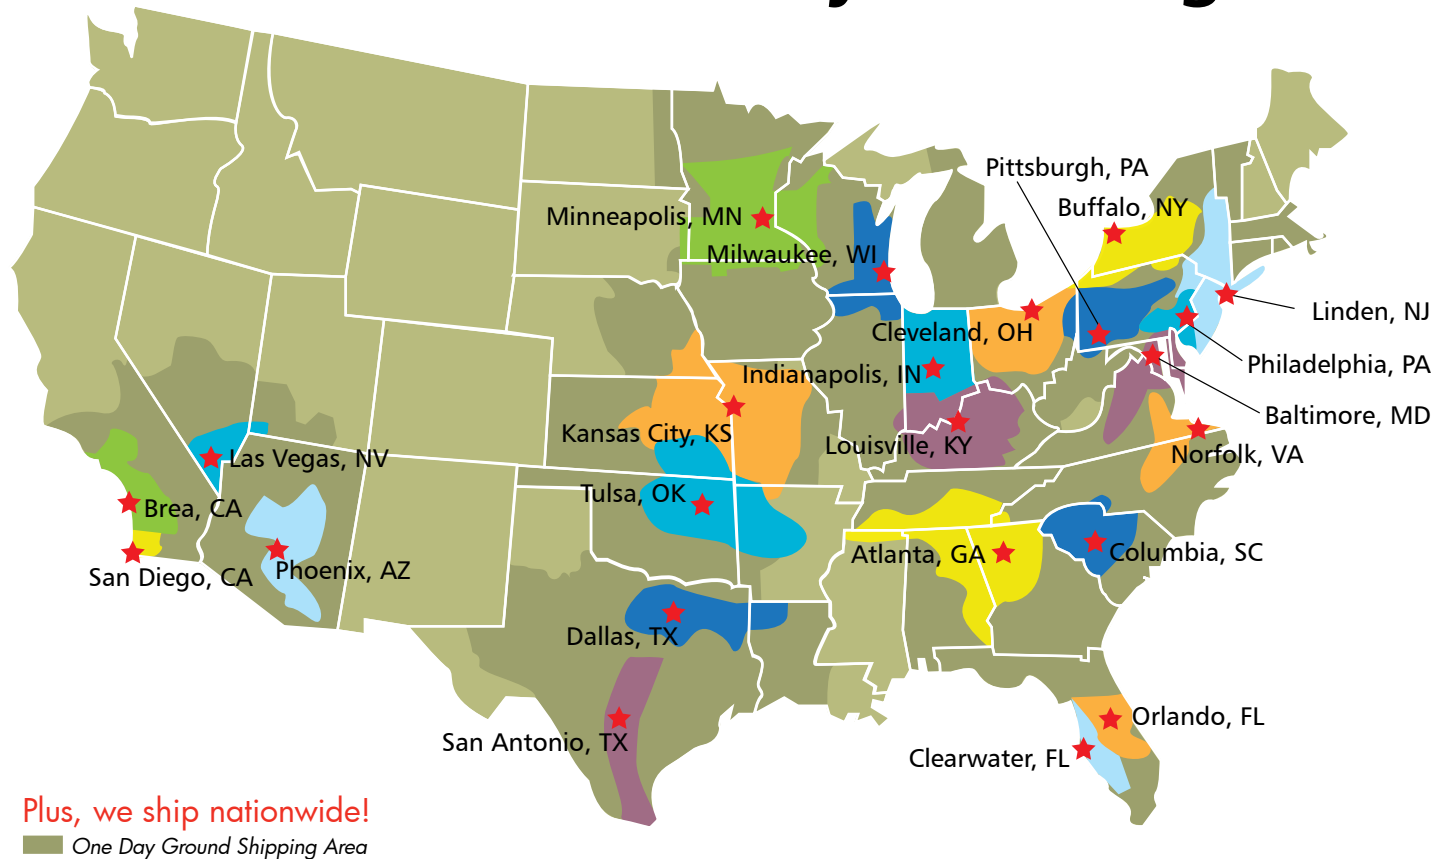 Pittsburgh, PA
Buffalo, NY
Minneapolis, MN
Milwaukee, WI
Linden, NJ
Cleveland, OH
Philadelphia, PA
Indianapolis, IN
Baltimore, MD
Kansas City, KS
Louisville, KY
Norfolk, VA
Las Vegas, NV
Tulsa, OK
Brea, CA
Atlanta, GA
Columbia, SC
San Diego, CA
Phoenix, AZ
Dallas, TX
Orlando, FL
San Antonio, TX
Clearwater, FL
Plus, we ship nationwide!
One Day Ground Shipping Area